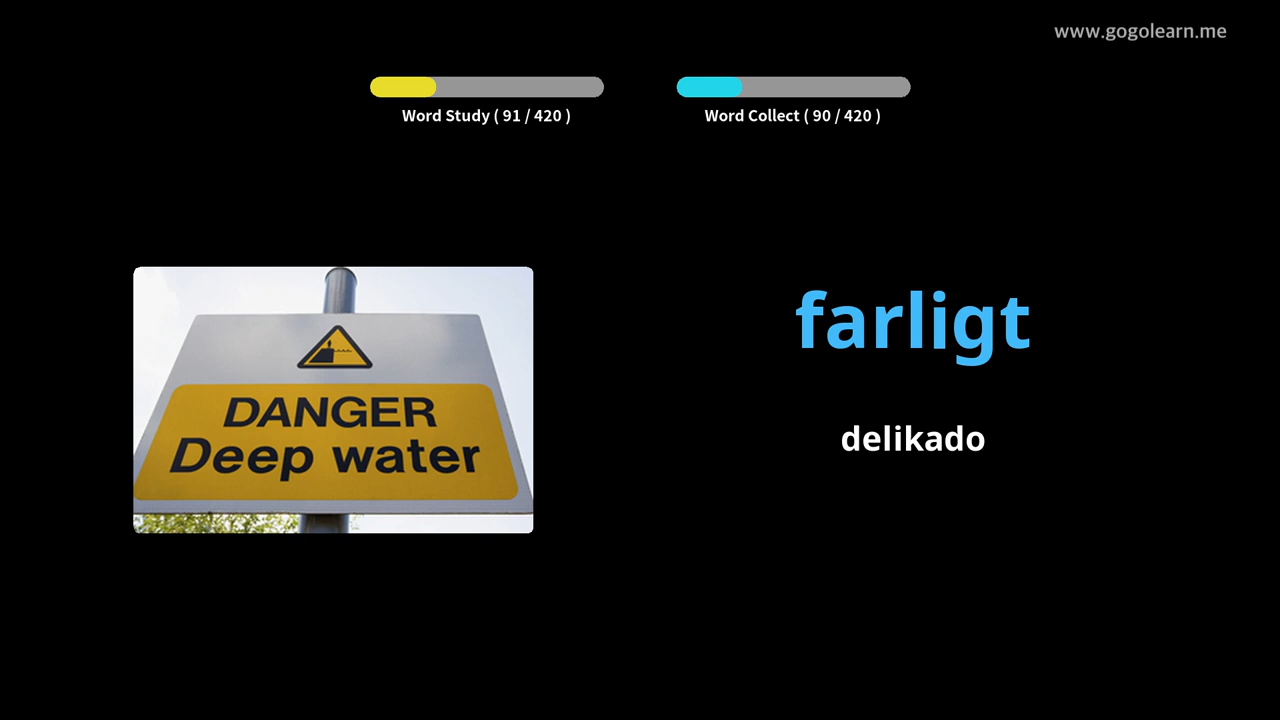 www.gogolearn.me
Word Study ( 91 / 420 )
Word Collect ( 90 / 420 )
DANGER
Deep water
farligt
delikado